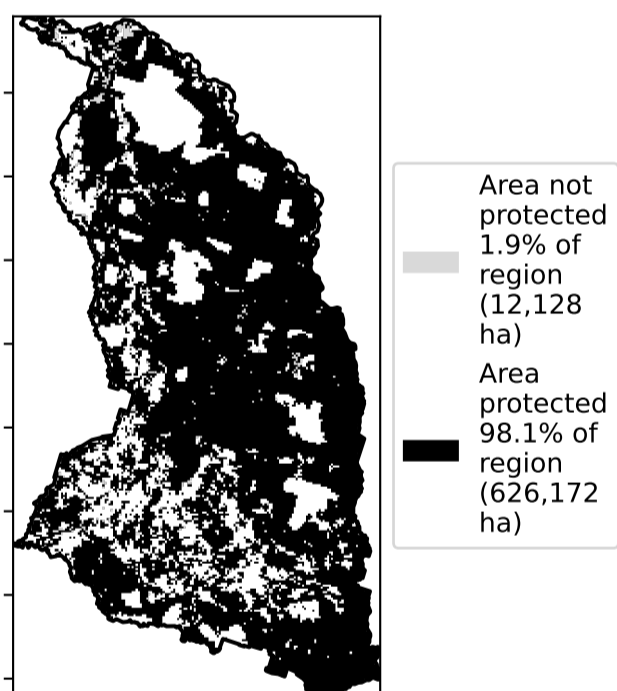 Area not
protected
1.9% of
region
(12,128
ha)
Area
protected
98.1% of
region
(626,172
ha)